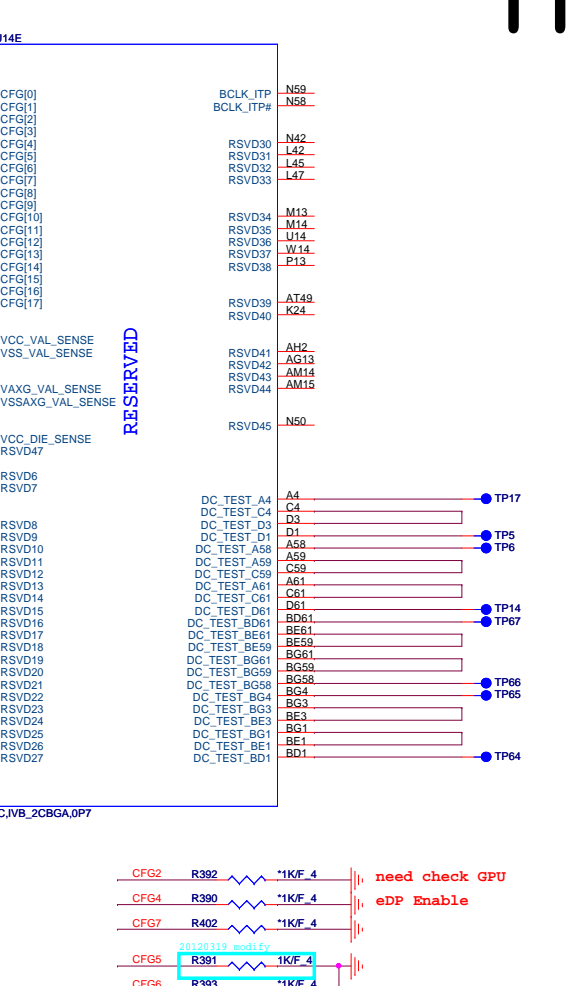 J14E
CFG[0] BCLK_ITP N59
CFG[1] BCLK_ITP# N58
CFG[2]
CFG[3]
CFG[4] RSVD30 N42
CFG[5] RSVD31 L42
CFG[6] RSVD32 L45
CFG[7] RSVD33 L47
CFG[8]
CFG[9]
CFG[10] RSVD34 M13
CFG[11] RSVD35 M14
CFG[12] RSVD36 U14
CFG[13] RSVD37 W14
CFG[14] RSVD38 P13
CFG[15]
CFG[16]
CFG[17] RSVD39 AT49
RSVD40 K24
VCC_VAL_SENSE
VSS_VAL_SENSE RSVD41 AH2
RSVD42 AG13
RSVD43 AM14
VAXG_VAL_SENSE RSVD44 AM15
VSSAXG_VAL_SENSE
RESERVED
RSVD45 N50
VCC_DIE_SENSE
RSVD47
RSVD6
RSVD7
DC_TEST_A4 A4 TP17
DC_TEST_C4 C4
RSVD8 DC_TEST_D3 D3
RSVD9 DC_TEST_D1 D1 TP5
RSVD10 DC_TEST_A58 A58 TP6
RSVD11 DC_TEST_A59 A59
RSVD12 DC_TEST_C59 C59
RSVD13 DC_TEST_A61 A61
RSVD14 DC_TEST_C61 C61
RSVD15 DC_TEST_D61 D61 TP14
RSVD16 DC_TEST_BD61 BD61 TP67
RSVD17 DC_TEST_BE61 BE61
RSVD18 DC_TEST_BE59 BE59
RSVD19 DC_TEST_BG61 BG61
RSVD20 DC_TEST_BG59 BG59
RSVD21 DC_TEST_BG58 BG58 TP66
RSVD22 DC_TEST_BG4 BG4 TP65
RSVD23 DC_TEST_BG3 BG3
RSVD24 DC_TEST_BE3 BE3
RSVD25 DC_TEST_BG1 BG1
RSVD26 DC_TEST_BE1 BE1
RSVD27 DC_TEST_BD1 BD1 TP64
C,IVB_2CBGA,0P7
CFG2 R392 *1K/F_4 need check GPU
CFG4 R390 *1K/F_4 eDP Enable
CFG7 R402 *1K/F_4
20120319 modify
CFG5 R391 1K/F_4
CFG6 R393 *1K/F_4